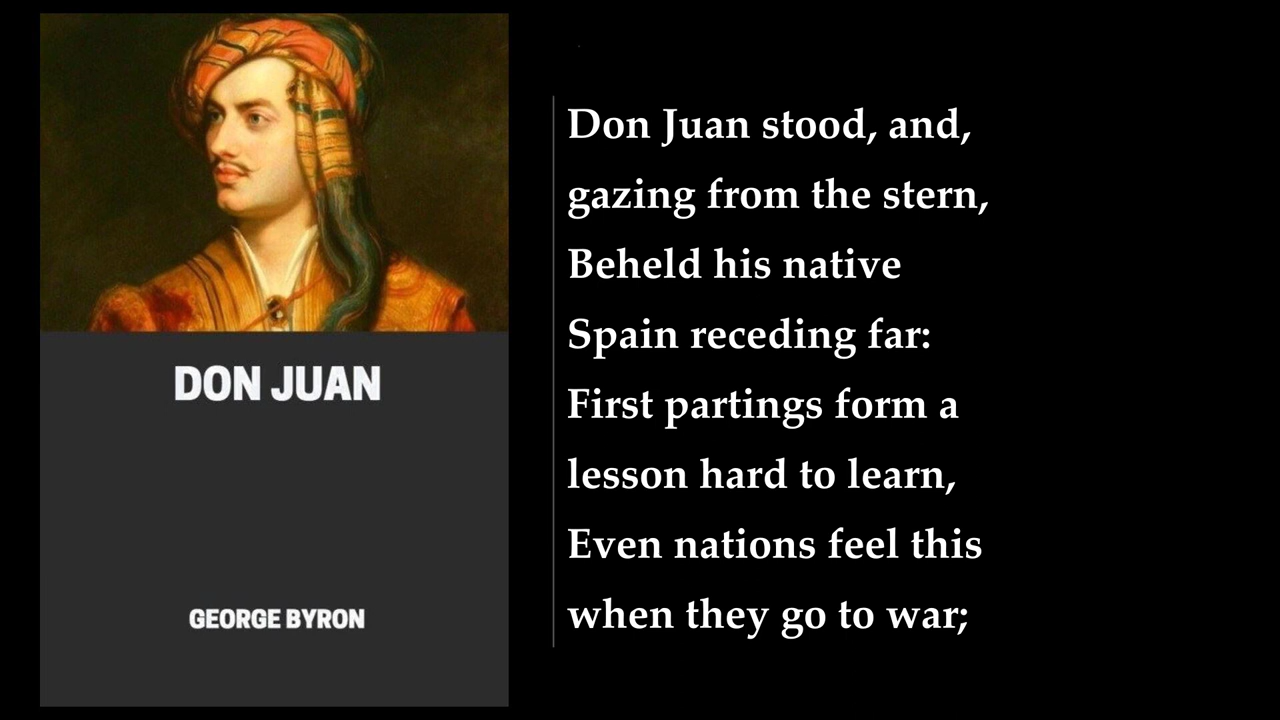 DON JUAN
GEORGE BYRON
Don Juan stood, and,
gazing from the stern,
Beheld his native
Spain receding far:
First partings form a
lesson hard to learn,
Even nations feel this
when they go to war;